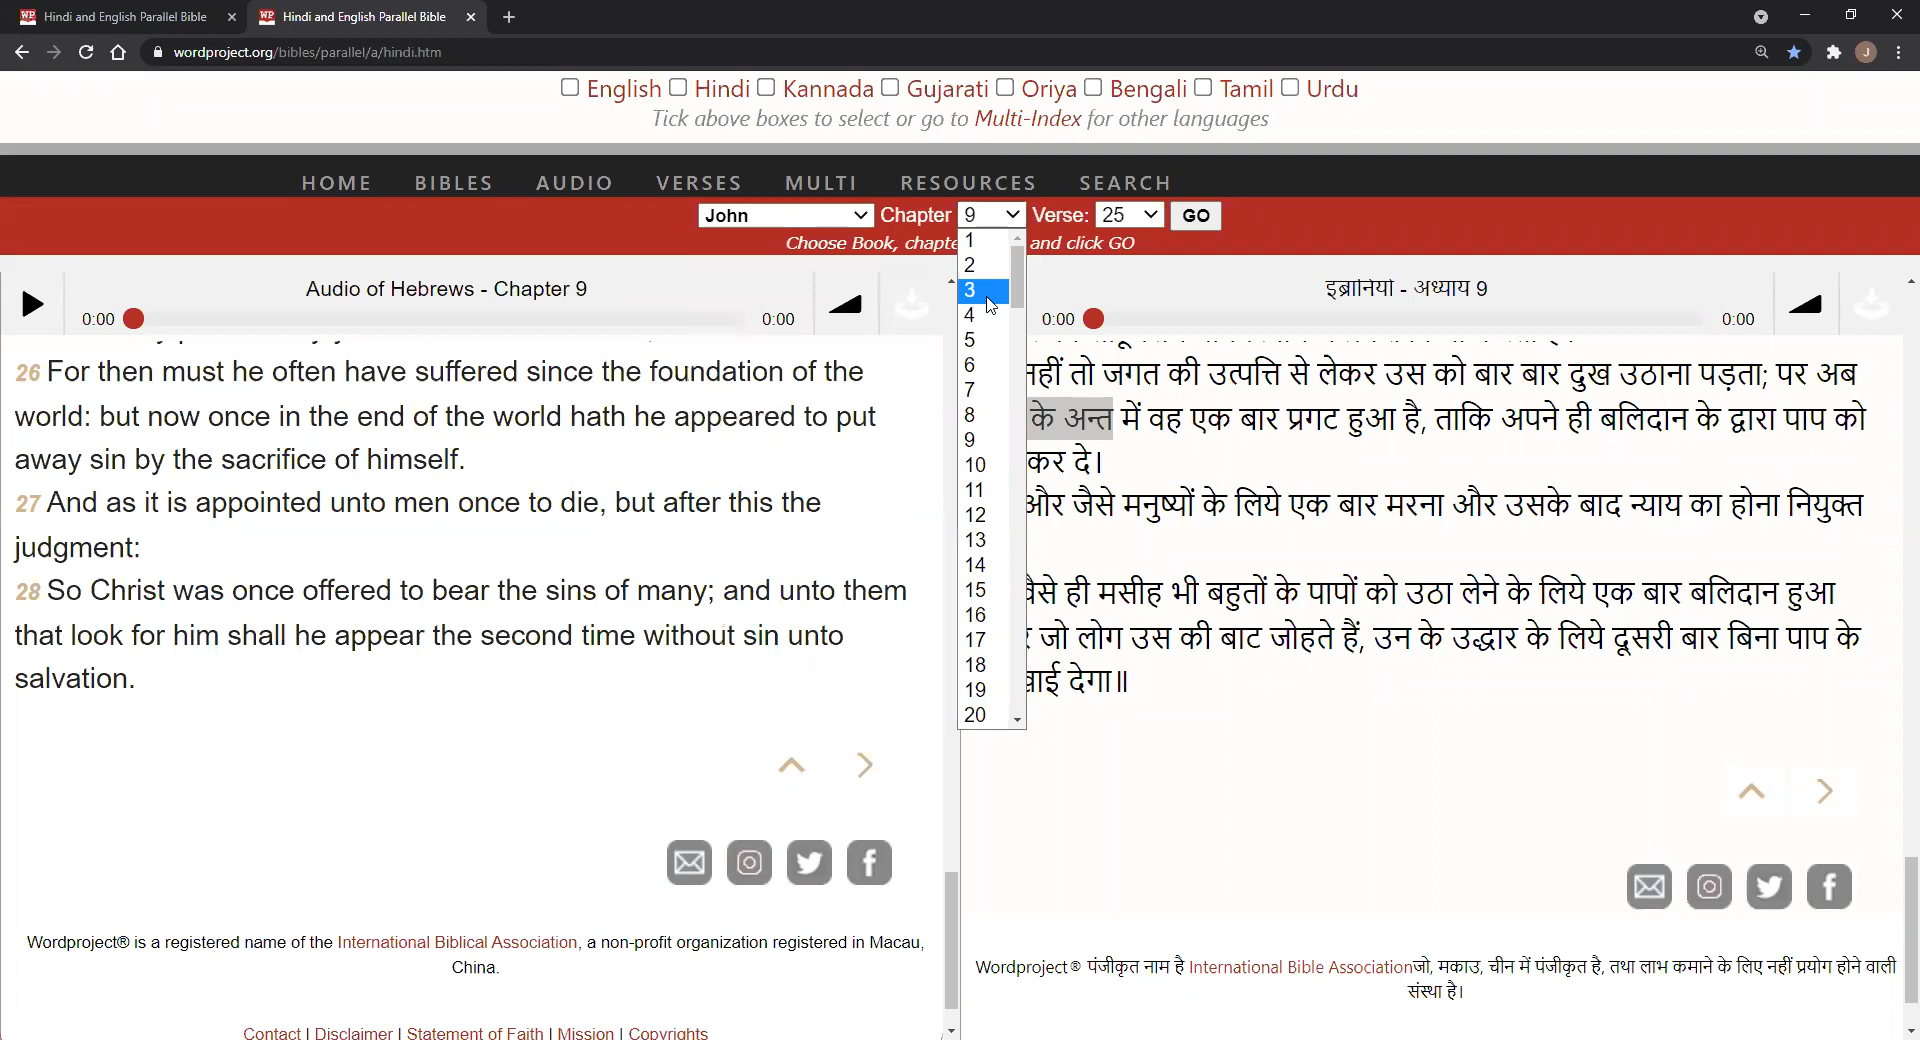 Hindi and English Parallel Bible
Hindi and English Parallel Bible
wordproject.org/bibles/parallel/a/hindi.htm
J
English Hindi Kannada Gujarati Oriya Bengali Tamil Urdu
Tick above boxes to select or go to Multi-Index for other languages
HOME BIBLES AUDIO VERSES MULTI RESOURCES SEARCH
John Chapter 9 Verse: 25 GO
Choose Book, chapte and click GO
1
2
3
4
5
6
7
8
9
10
11
12
13
14
15
16
17
18
19
20
Audio of Hebrews - Chapter 9
0:00 0:00
26 For then must he often have suffered since the foundation of the
world: but now once in the end of the world hath he appeared to put
away sin by the sacrifice of himself.
27 And as it is appointed unto men once to die, but after this the
judgment:
28 So Christ was once offered to bear the sins of many; and unto them
that look for him shall he appear the second time without sin unto
salvation.
Wordproject® is a registered name of the International Biblical Association, a non-profit organization registered in Macau,
China.
Contact | Disclaimer | Statement of Faith | Mission | Copyrights
इब्रानियों - अध्याय 9
0:00 0:00
नहीं तो जगत की उत्पत्ति से लेकर उस को बार बार दुख उठाना पड़ता; पर अब
के अन्त में वह एक बार प्रगट हुआ है, ताकि अपने ही बलिदान के द्वारा पाप को
कर दे।
और जैसे मनुष्यों के लिये एक बार मरना और उसके बाद न्याय का होना नियुक्त
वैसे ही मसीह भी बहुतों के पापों को उठा लेने के लिये एक बार बलिदान हुआ
जो लोग उस की बाट जोहते हैं, उन के उद्धार के लिये दूसरी बार बिना पाप के
देगा॥
Wordproject® पंजीकृत नाम है International Bible Associationजो, मकाउ, चीन में पंजीकृत है, तथा लाभ कमाने के लिए नहीं प्रयोग होने वाली
संस्था है।